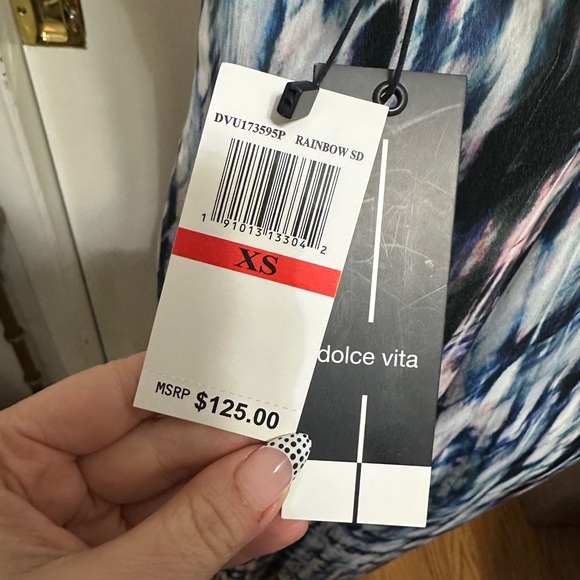 DVU173595P RAINBOW SD
1 91013 13304 2
XS
MSRP $125.00
dolce vita